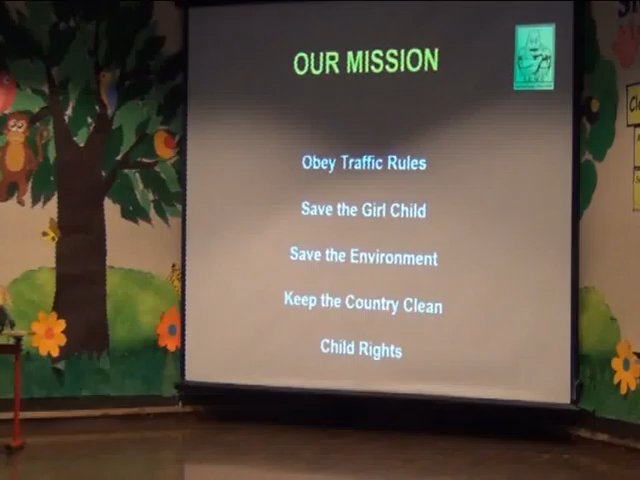 OUR MISSION
Obey Traffic Rules
Save the Girl Child
Save the Environment
Keep the Country Clean
Child Rights